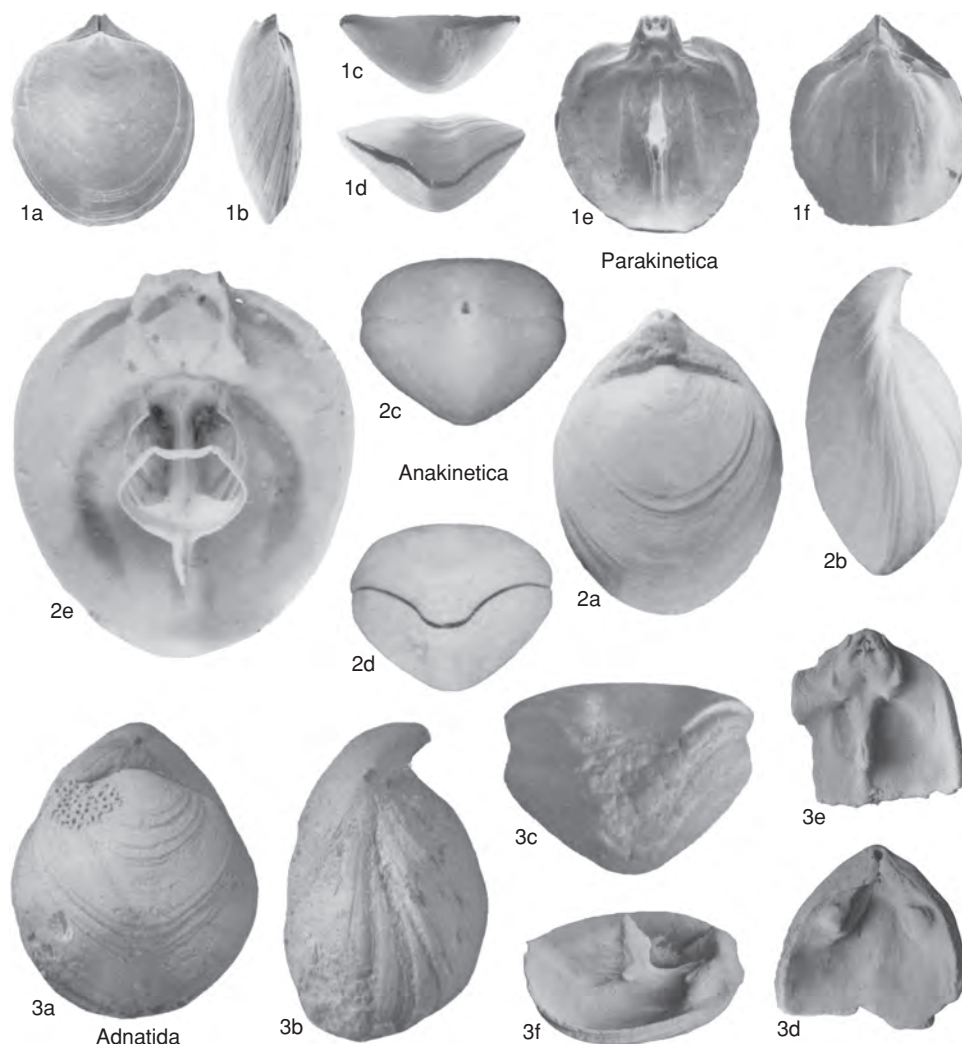 1a
1b
1c
1d
1e
1f
Parakinetica
2c
Anakinetica
2a
2b
2e
2d
3a
Adnatida
3b
3c
3e
3f
3d